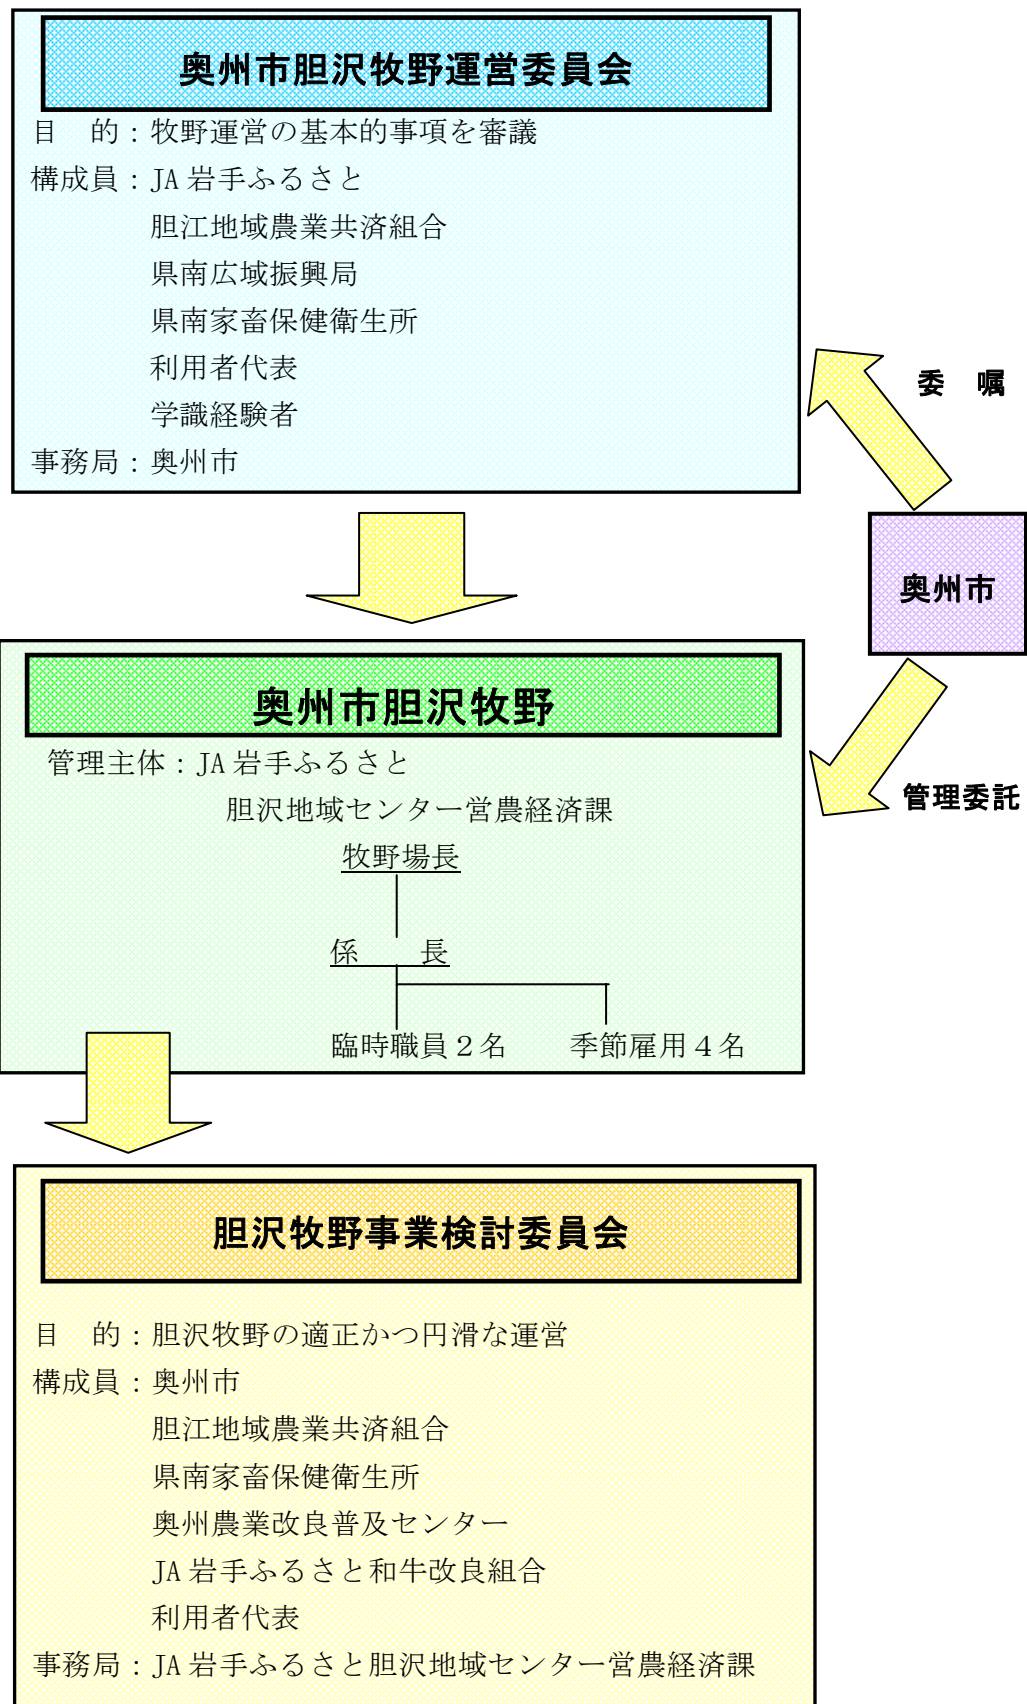 奥州市胆沢牧野運営委員会
目　的：牧野運営の基本的事項を審議
構成員：JA岩手ふるさと
胆江地域農業共済組合
県南広域振興局
県南家畜保健衛生所
利用者代表
学識経験者
事務局：奥州市
委　嘱
奥州市
管理委託
奥州市胆沢牧野
管理主体：JA岩手ふるさと
胆沢地域センター営農経済課
牧野場長
係　　長
臨時職員２名　　季節雇用４名
胆沢牧野事業検討委員会
目　的：胆沢牧野の適正かつ円滑な運営
構成員：奥州市
胆江地域農業共済組合
県南家畜保健衛生所
奥州農業改良普及センター
JA岩手ふるさと和牛改良組合
利用者代表
事務局：JA岩手ふるさと胆沢地域センター営農経済課